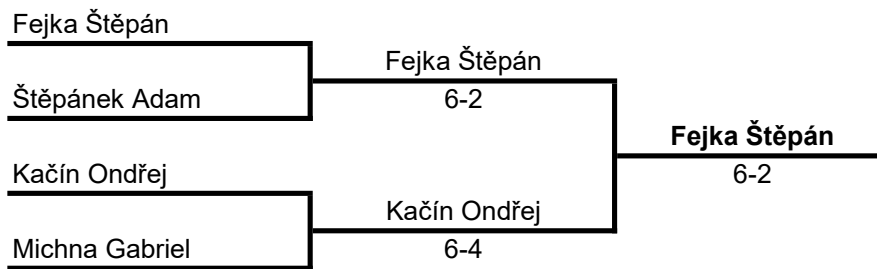 Fejka Štěpán
Fejka Štěpán
Štěpánek Adam
6-2
Fejka Štěpán
6-2
Kačín Ondřej
Kačín Ondřej
Michna Gabriel
6-4